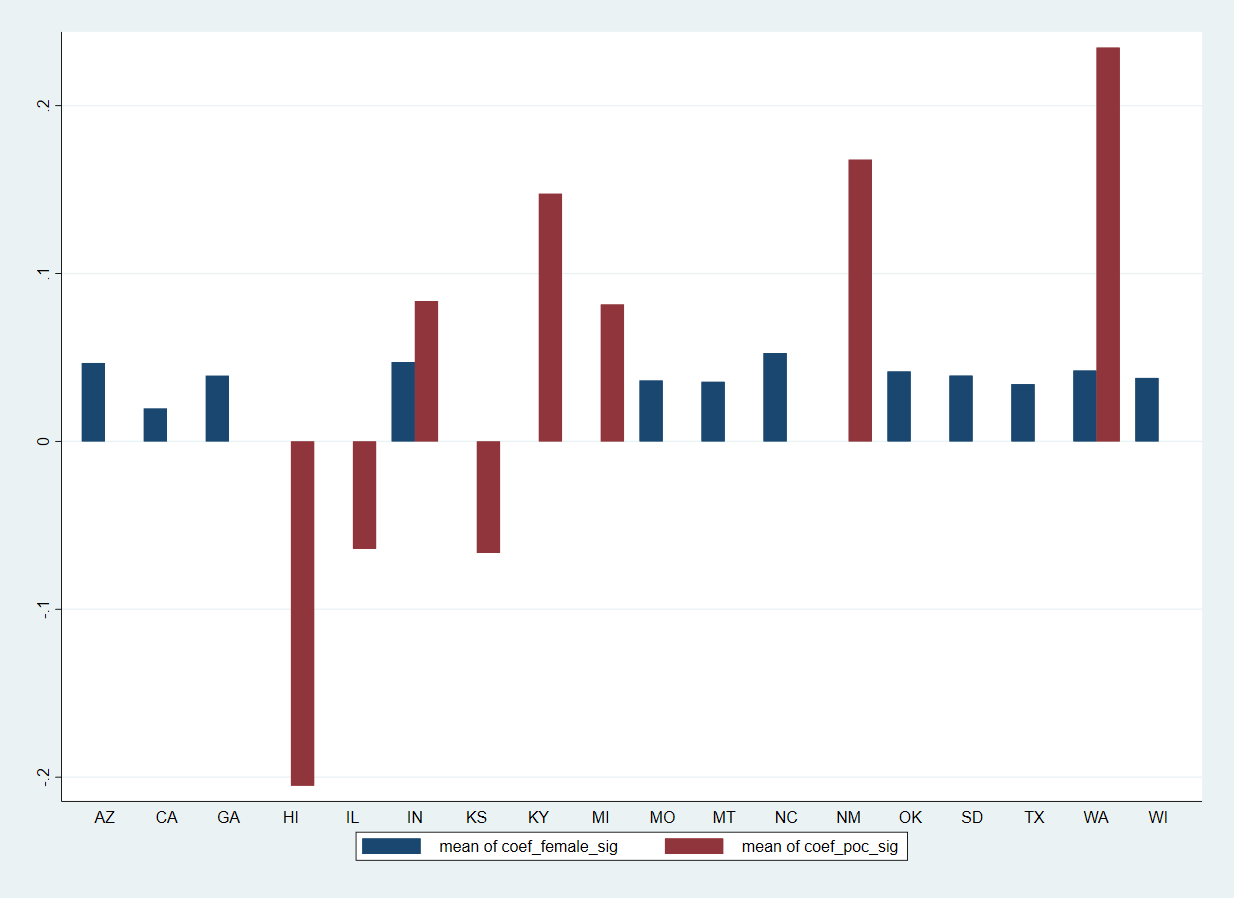 .2
.1
0
-.1
-.2
AZ CA GA HI IL IN KS KY MI MO MT NC NM OK SD TX WA WI
mean of coef_female_sig mean of coef_poc_sig